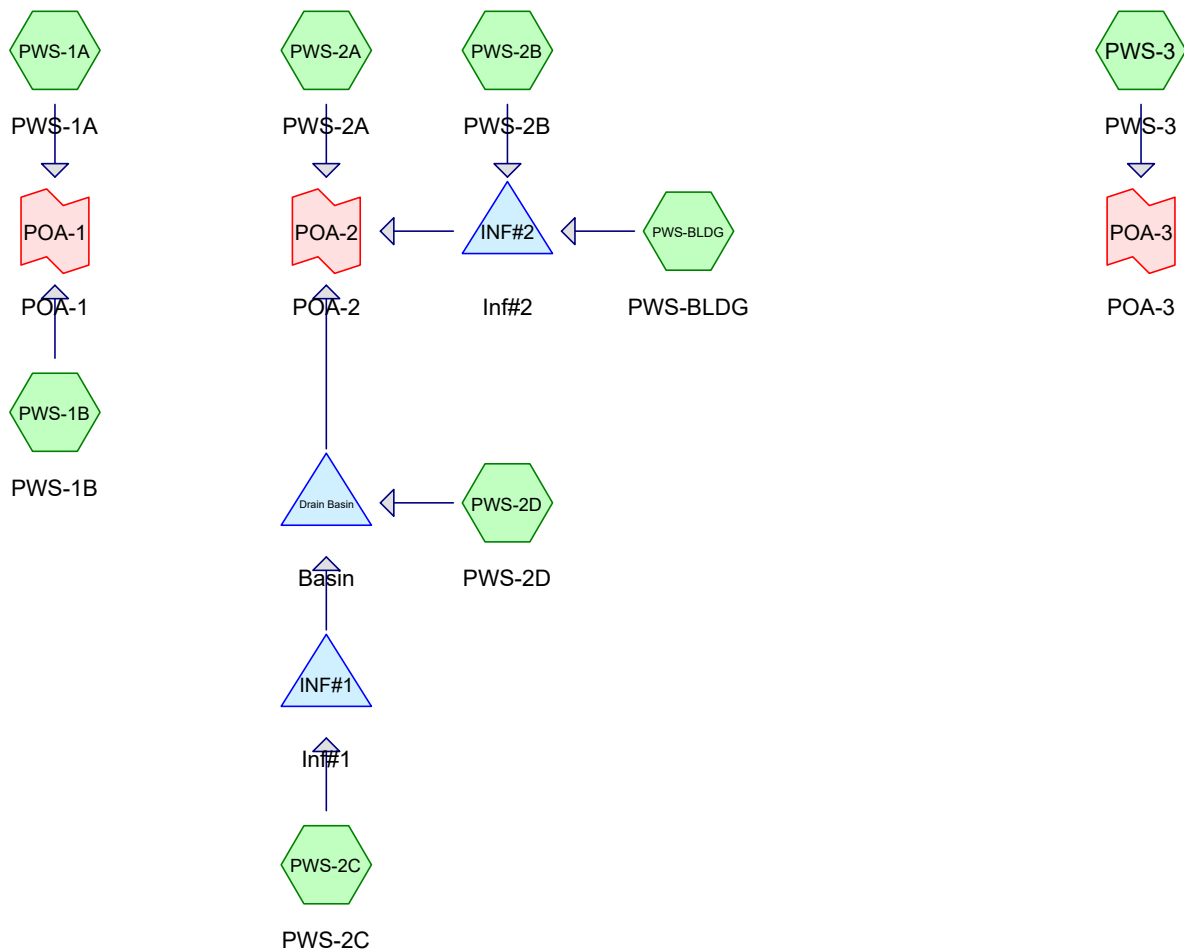 PWS-1A
PWS-2A
PWS-2B
PWS-3
PWS-1A
PWS-2A
PWS-2B
PWS-3
POA-1
POA-2
INF#2
PWS-BLDG
POA-3
POA-1
POA-2
Inf#2
PWS-BLDG
POA-3
PWS-1B
PWS-1B
Drain Basin
PWS-2D
Basin
PWS-2D
INF#1
Inf#1
PWS-2C
PWS-2C